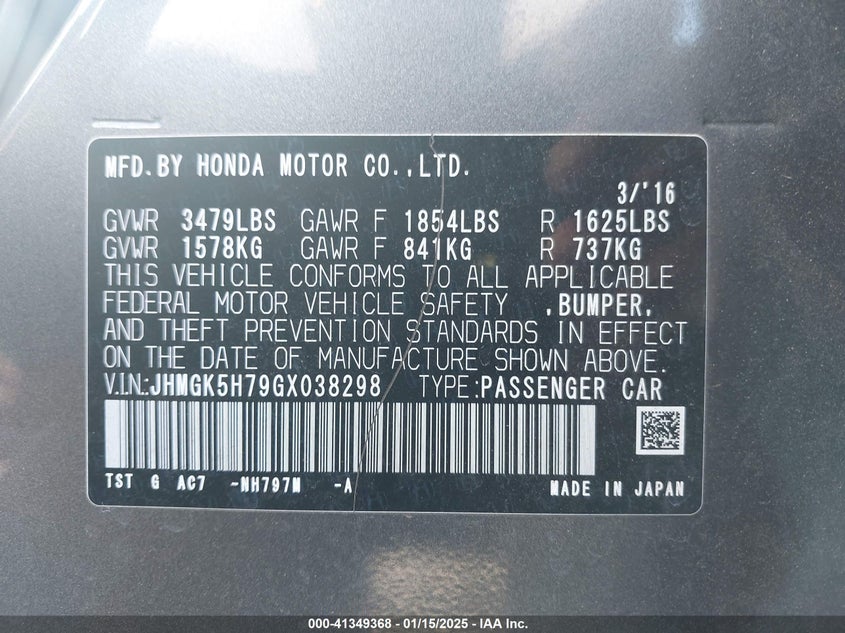 MFD.BY HONDA MOTOR CO.,LTD.
3/'16
GVWR 3479LBS GAWR F 1854LBS R 1625LBS
GVWR 1578KG GAWR F 841KG R 737KG
THIS VEHICLE CONFORMS TO ALL APPLICABLE
FEDERAL MOTOR VEHICLE SAFETY ,BUMPER,
AND THEFT PREVENTION STANDARDS IN EFFECT
ON THE DATE OF MANUFACTURE SHOWN ABOVE.
V.I.N.:JHMGK5H79GX038298 TYPE:PASSENGER CAR
TST G AC7 -NH797M -A MADE IN JAPAN
000-41349368 - 01/15/2025 - IAA Inc.